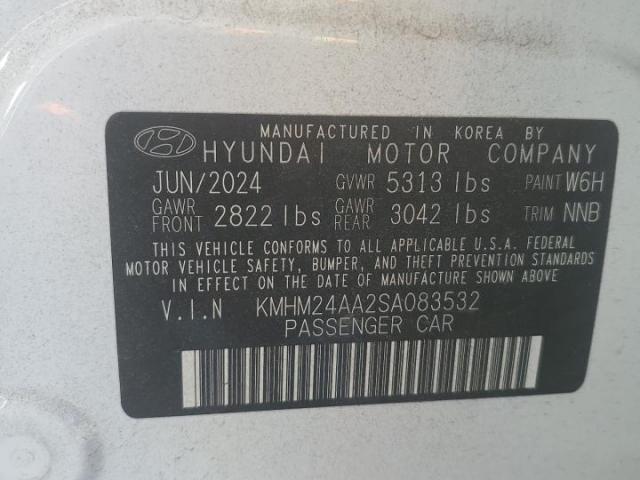 MANUFACTURED IN KOREA BY
HYUNDAI MOTOR COMPANY
JUN/2024 GVWR 5313 lbs PAINT W6H
GAWR FRONT 2822 lbs GAWR REAR 3042 lbs TRIM NNB
THIS VEHICLE CONFORMS TO ALL APPLICABLE U.S.A. FEDERAL
MOTOR VEHICLE SAFETY, BUMPER, AND THEFT PREVENTION STANDARDS
IN EFFECT ON THE DATE OF MANUFACTURE SHOWN ABOVE.
V.I.N KMHM24AA2SA083532
PASSENGER CAR